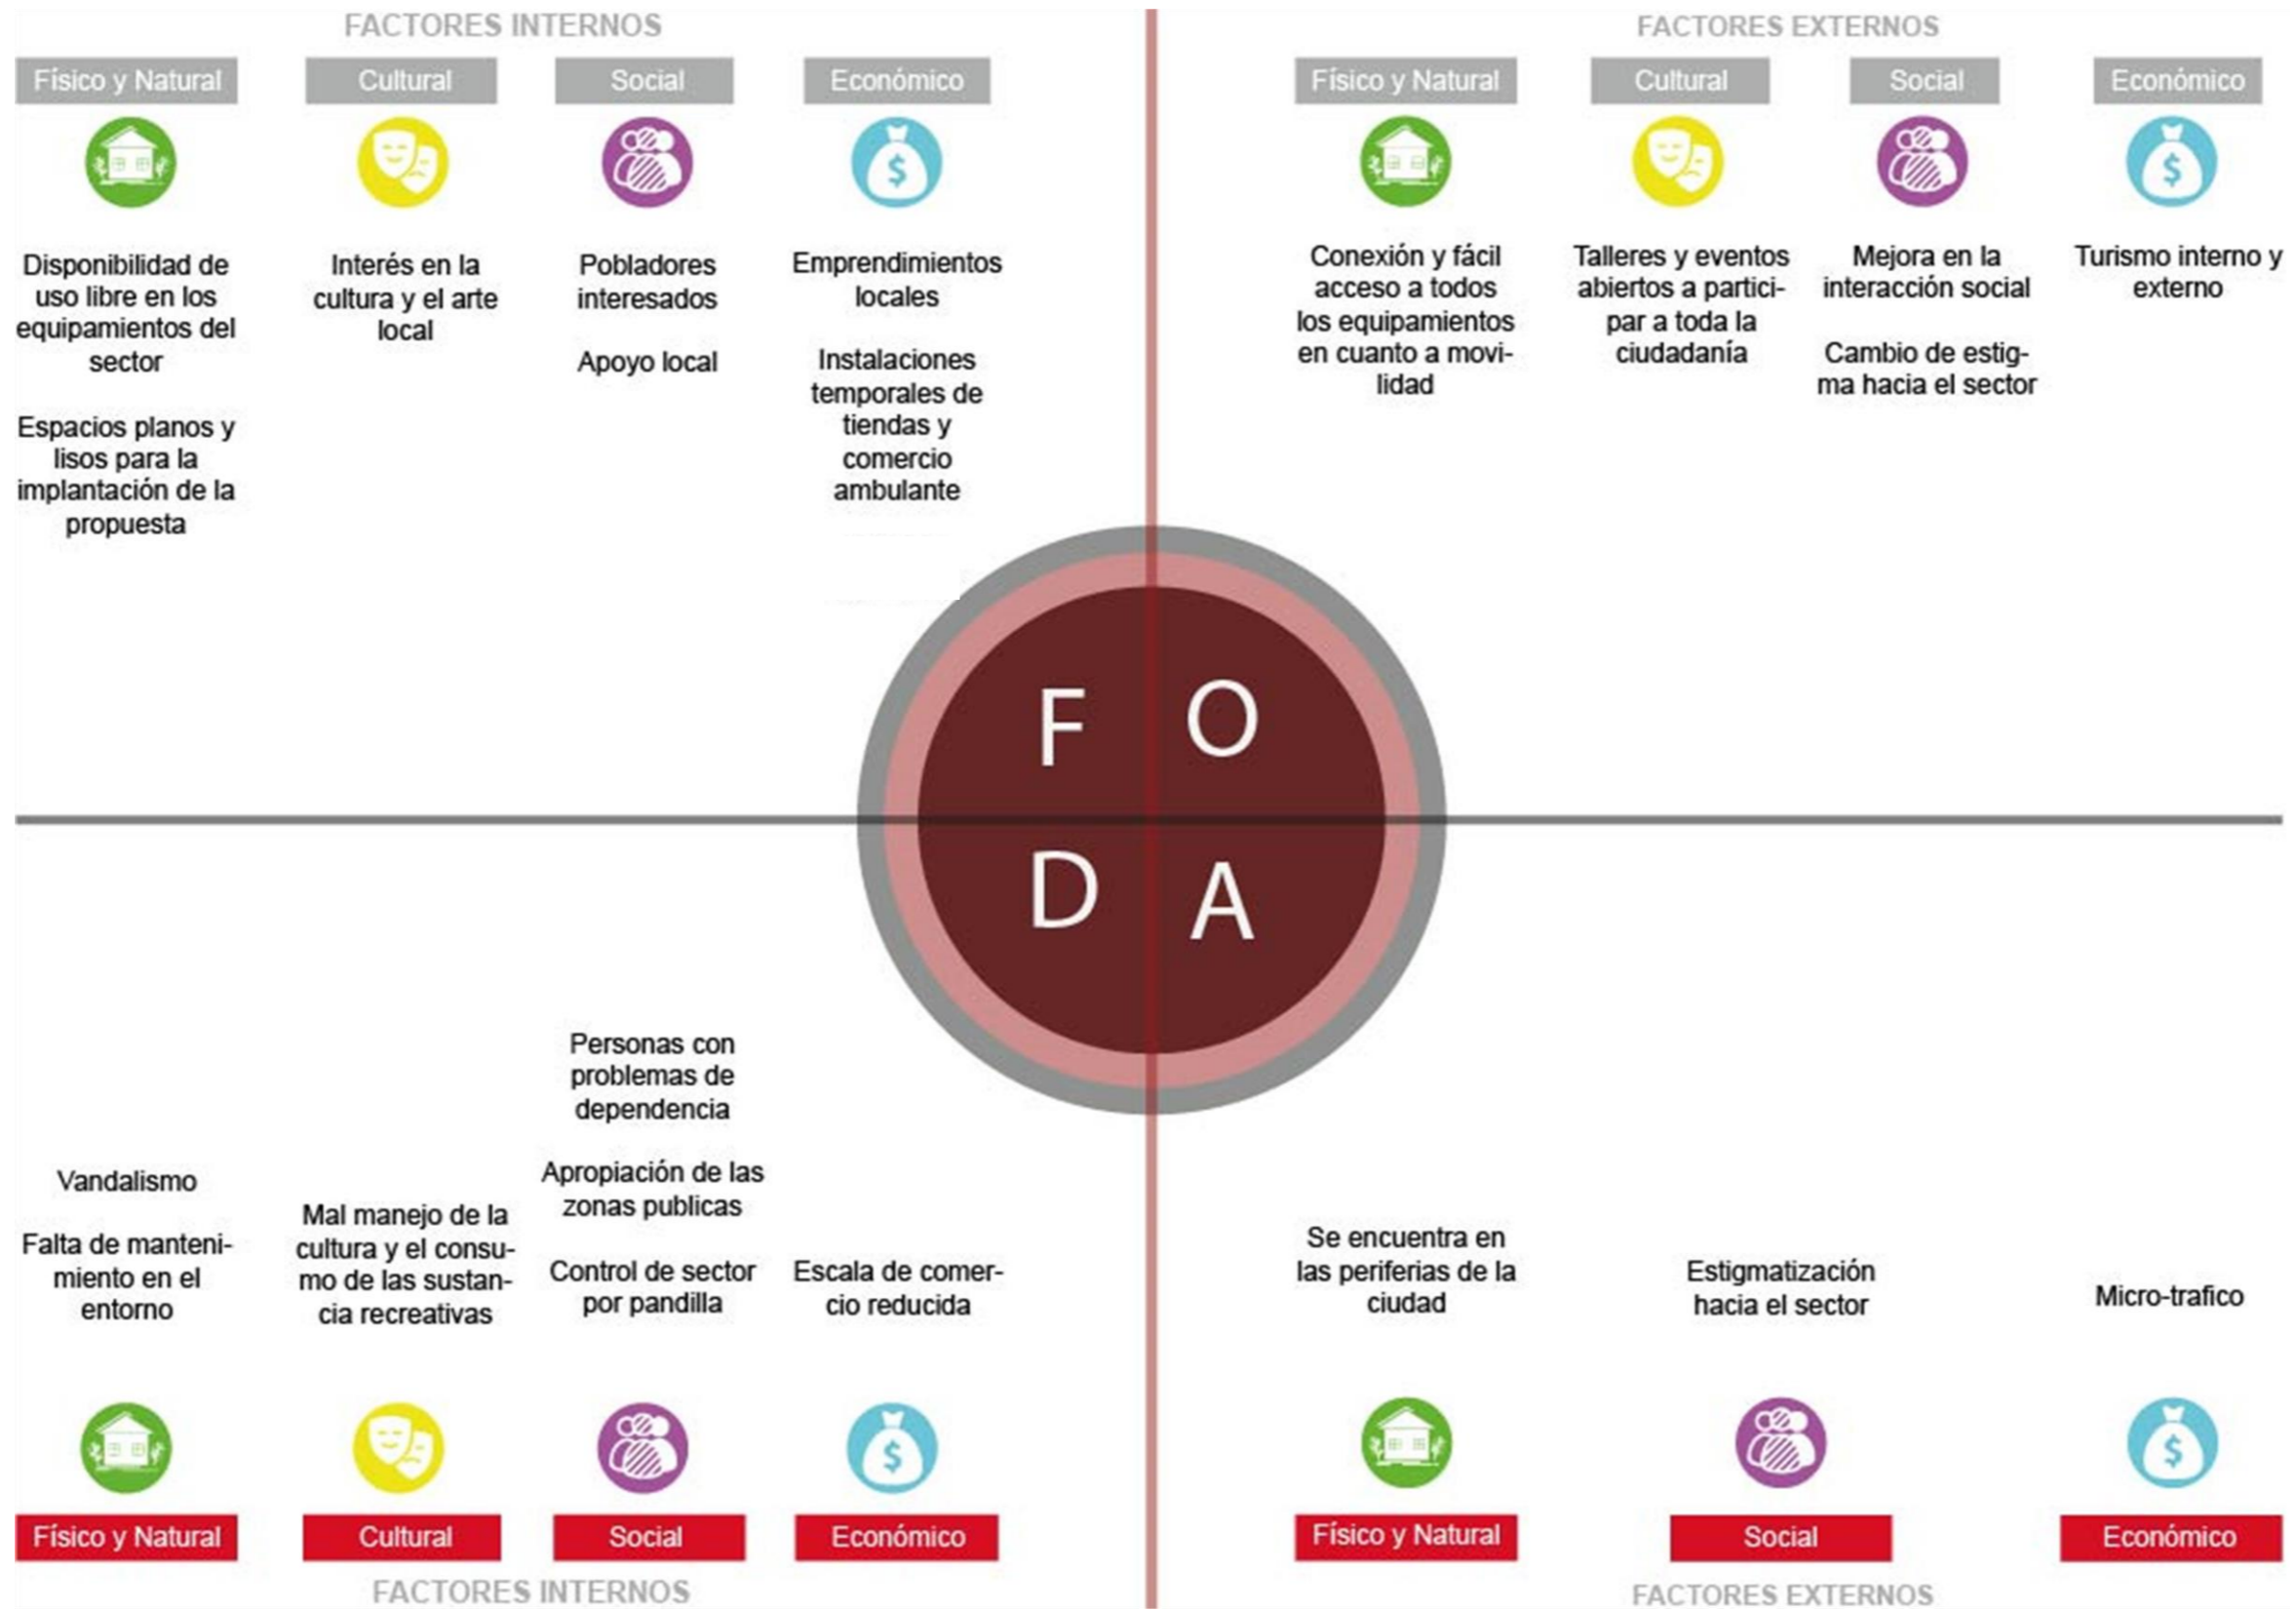 FACTORES INTERNOS
Físico y Natural
Disponibilidad de
uso libre en los
equipamientos del
sector
Espacios planos y
lisos para la
implantación de la
propuesta
Cultural
Interés en la
cultura y el arte
local
Social
Pobladores
interesados
Apoyo local
Económico
Emprendimientos
locales
Instalaciones
temporales de
tiendas y
comercio
ambulante
FACTORES EXTERNOS
Físico y Natural
Conexión y fácil
acceso a todos
los equipamientos
en cuanto a movi-
lidad
Cultural
Talleres y eventos
abiertos a partici-
par a toda la
ciudadanía
Social
Mejora en la
interacción social
Cambio de estig-
ma hacia el sector
Económico
Turismo interno y
externo
$
$
F O
D A
Vandalismo
Falta de manteni-
miento en el
entorno
Físico y Natural
Mal manejo de la
cultura y el consu-
mo de las sustan-
cia recreativas
Cultural
Personas con
problemas de
dependencia
Apropiación de las
zonas publicas
Control de sector
por pandilla
Social
Escala de comer-
cio reducida
$
Económico
FACTORES INTERNOS
Se encuentra en
las periferias de la
ciudad
Físico y Natural
Estigmatización
hacia el sector
Social
Micro-trafico
$
Económico
FACTORES EXTERNOS